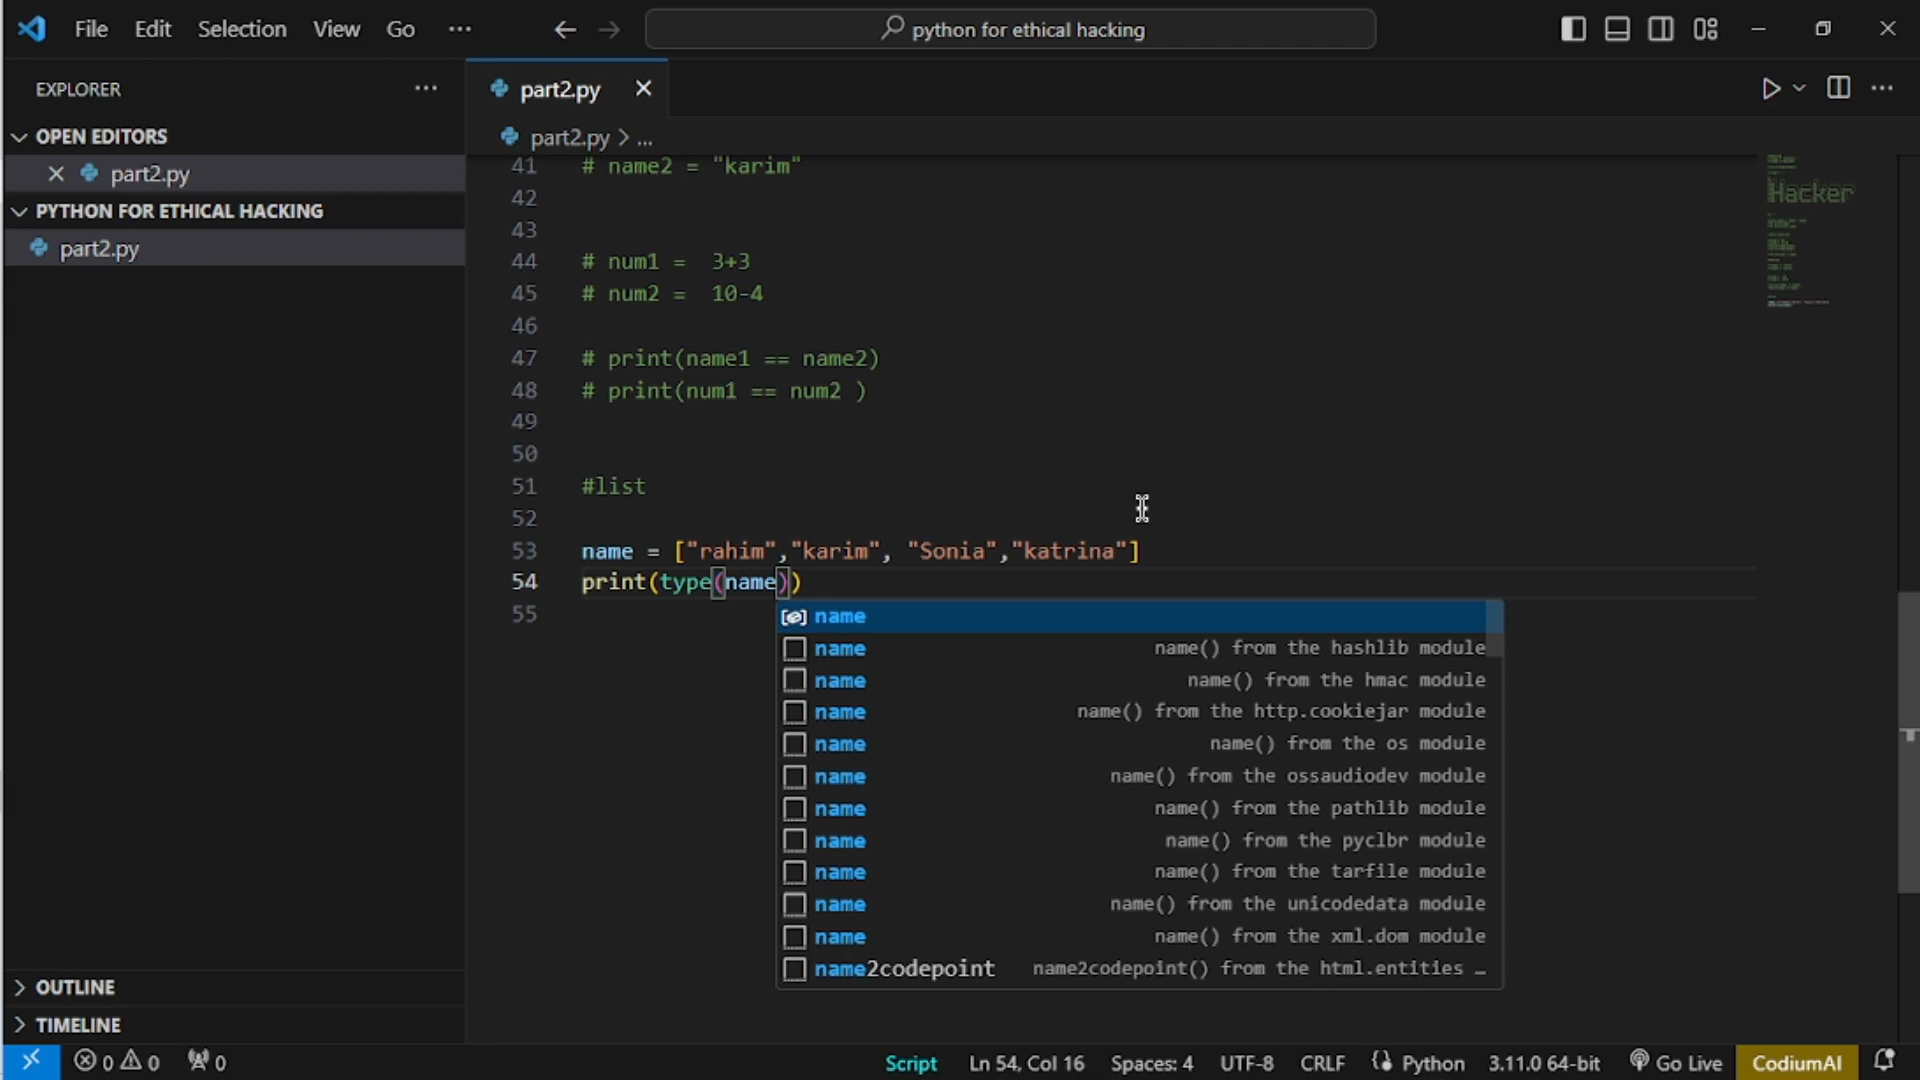 File Edit Selection View Go ··· python for ethical hacking
EXPLORER ···
OPEN EDITORS
part2.py
PYTHON FOR ETHICAL HACKING
part2.py
OUTLINE
TIMELINE
part2.py
part2.py > ...
41 # name2 = "karim"
42
43
44 # num1 = 3+3
45 # num2 = 10-4
46
47 # print(name1 == name2)
48 # print(num1 == num2 )
49
50
51 #list
52
53 name = ["rahim","karim", "Sonia","katrina"]
54 print(type(name))
55
name
name name() from the hashlib module
name name() from the hmac module
name name() from the http.cookiejar module
name name() from the os module
name name() from the ossaudiodev module
name name() from the pathlib module
name name() from the pyclbr module
name name() from the tarfile module
name name() from the unicodedata module
name name() from the xml.dom module
name2codepoint name2codepoint() from the html.entities …
Hacker
0 0 0 Script Ln 54, Col 16 Spaces: 4 UTF-8 CRLF Python 3.11.0 64-bit Go Live CodiumAI